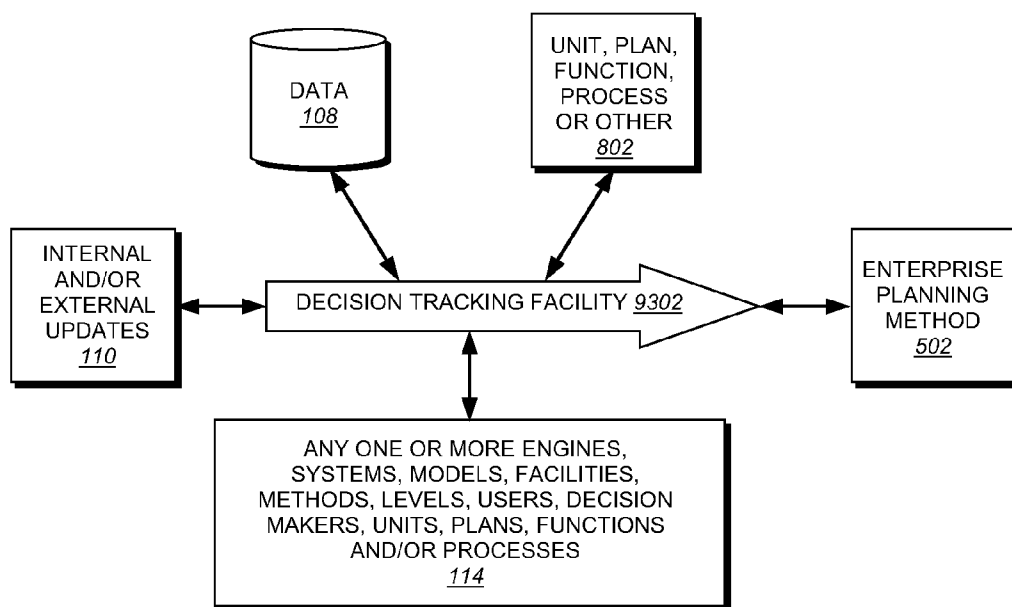 DATA
108
UNIT, PLAN,
FUNCTION,
PROCESS
OR OTHER
802
INTERNAL
AND/OR
EXTERNAL
UPDATES
110
DECISION TRACKING FACILITY 9302
ENTERPRISE
PLANNING
METHOD
502
ANY ONE OR MORE ENGINES,
SYSTEMS, MODELS, FACILITIES,
METHODS, LEVELS, USERS, DECISION
MAKERS, UNITS, PLANS, FUNCTIONS
AND/OR PROCESSES
114